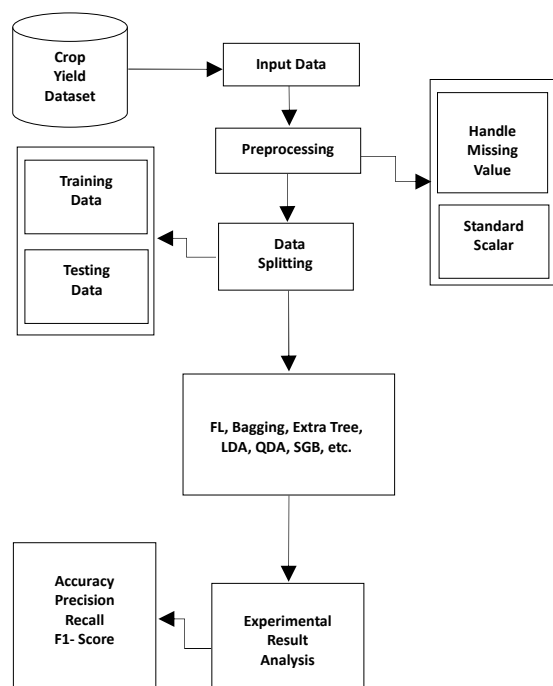 Crop
Yield
Dataset
Input Data
Preprocessing
Handle
Missing
Value
Standard
Scalar
Training
Data
Testing
Data
Data
Splitting
FL, Bagging, Extra Tree,
LDA, QDA, SGB, etc.
Accuracy
Precision
Recall
F1- Score
Experimental
Result
Analysis